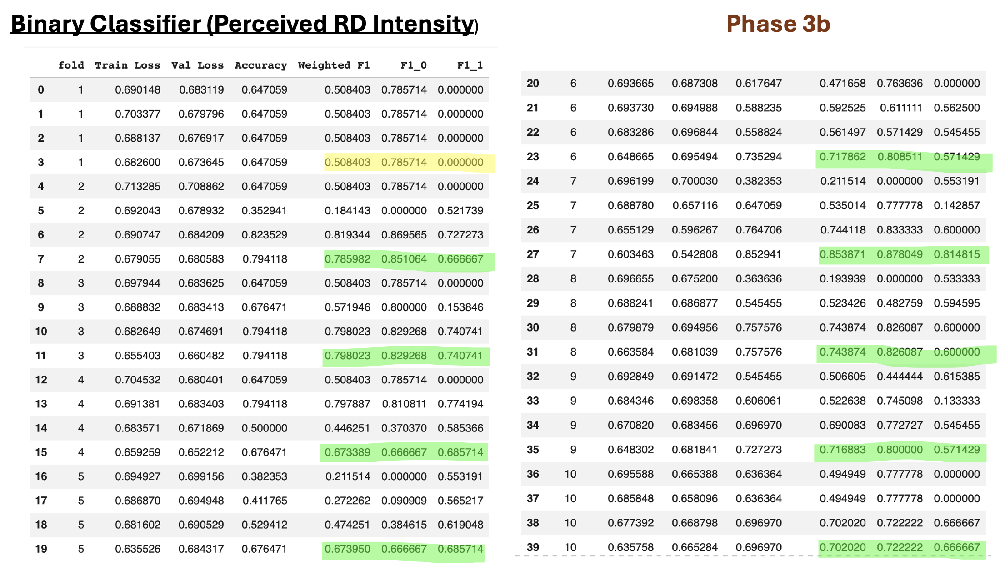 Binary Classifier (Perceived RD Intensity)
Phase 3b
fold Train Loss Val Loss Accuracy Weighted F1 F1_0 F1_1
0 1 0.690148 0.683119 0.647059 0.508403 0.785714 0.000000
1 1 0.703377 0.679796 0.647059 0.508403 0.785714 0.000000
2 1 0.688137 0.676917 0.647059 0.508403 0.785714 0.000000
3 1 0.682600 0.673645 0.647059 0.508403 0.785714 0.000000
4 2 0.713285 0.708862 0.647059 0.508403 0.785714 0.000000
5 2 0.692043 0.678932 0.352941 0.184143 0.000000 0.521739
6 2 0.690747 0.684209 0.823529 0.819344 0.869565 0.727273
7 2 0.679055 0.680583 0.794118 0.785982 0.851064 0.666667
8 3 0.697944 0.683625 0.647059 0.508403 0.785714 0.000000
9 3 0.688832 0.683413 0.676471 0.571946 0.800000 0.153846
10 3 0.682649 0.674691 0.794118 0.798023 0.829268 0.740741
11 3 0.655403 0.660482 0.794118 0.798023 0.829268 0.740741
12 4 0.704532 0.680401 0.647059 0.508403 0.785714 0.000000
13 4 0.691381 0.683403 0.794118 0.797887 0.810811 0.774194
14 4 0.683571 0.671869 0.500000 0.446251 0.370370 0.585366
15 4 0.659259 0.652212 0.676471 0.673389 0.666667 0.685714
16 5 0.694927 0.699156 0.382353 0.211514 0.000000 0.553191
17 5 0.686870 0.694948 0.411765 0.272262 0.090909 0.565217
18 5 0.681602 0.690529 0.529412 0.474251 0.384615 0.619048
19 5 0.635526 0.684317 0.676471 0.673950 0.666667 0.685714
20 6 0.693665 0.687308 0.617647 0.471658 0.763636 0.000000
21 6 0.693730 0.694988 0.588235 0.592525 0.611111 0.562500
22 6 0.683286 0.696844 0.558824 0.561497 0.571429 0.545455
23 6 0.648665 0.695494 0.735294 0.717862 0.808511 0.571429
24 7 0.696199 0.700030 0.382353 0.211514 0.000000 0.553191
25 7 0.688780 0.657116 0.647059 0.535014 0.777778 0.142857
26 7 0.655129 0.596267 0.764706 0.744118 0.833333 0.600000
27 7 0.603463 0.542808 0.852941 0.853871 0.878049 0.814815
28 8 0.696655 0.675200 0.363636 0.193939 0.000000 0.533333
29 8 0.688241 0.686877 0.545455 0.523426 0.482759 0.594595
30 8 0.679879 0.694956 0.757576 0.743874 0.826087 0.600000
31 8 0.663584 0.681039 0.757576 0.743874 0.826087 0.600000
32 9 0.692849 0.691472 0.545455 0.506605 0.444444 0.615385
33 9 0.684346 0.698358 0.606061 0.522638 0.745098 0.133333
34 9 0.670820 0.683456 0.696970 0.690083 0.772727 0.545455
35 9 0.648302 0.681841 0.727273 0.716883 0.800000 0.571429
36 10 0.695588 0.665388 0.636364 0.494949 0.777778 0.000000
37 10 0.685848 0.658096 0.636364 0.494949 0.777778 0.000000
38 10 0.677392 0.668798 0.696970 0.702020 0.722222 0.666667
39 10 0.635758 0.665284 0.696970 0.702020 0.722222 0.666667